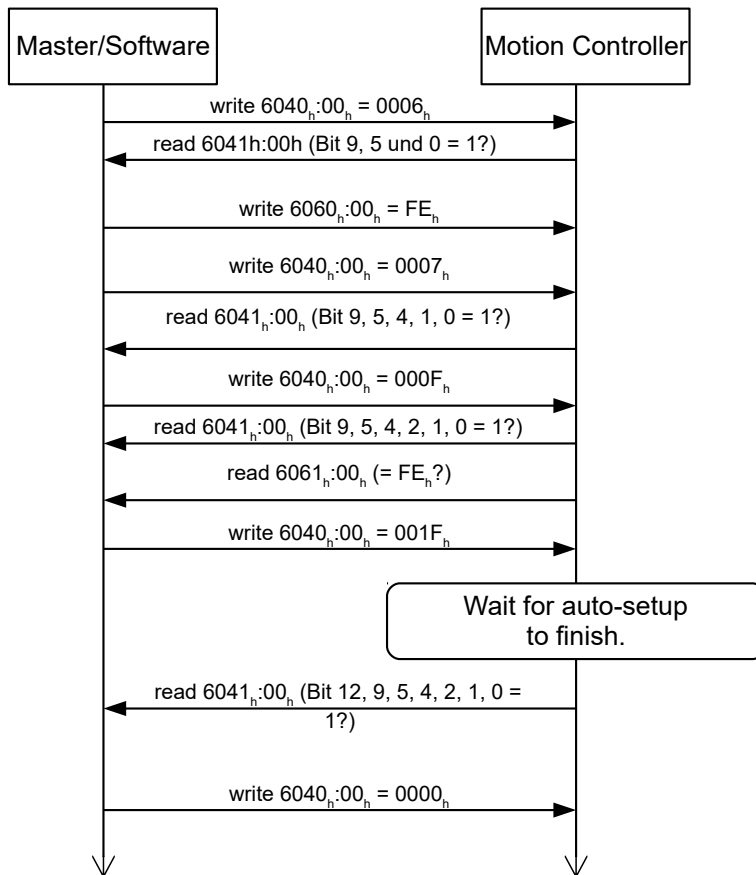 Master/Software
Motion Controller
write 6040ₕ:00ₕ = 0006ₕ
read 6041h:00h (Bit 9, 5 und 0 = 1?)
write 6060ₕ:00ₕ = FEₕ
write 6040ₕ:00ₕ = 0007ₕ
read 6041ₕ:00ₕ (Bit 9, 5, 4, 1, 0 = 1?)
write 6040ₕ:00ₕ = 000Fₕ
read 6041ₕ:00ₕ (Bit 9, 5, 4, 2, 1, 0 = 1?)
read 6061ₕ:00ₕ (= FEₕ?)
write 6040ₕ:00ₕ = 001Fₕ
Wait for auto-setup
to finish.
read 6041ₕ:00ₕ (Bit 12, 9, 5, 4, 2, 1, 0 =
1?)
write 6040ₕ:00ₕ = 0000ₕ